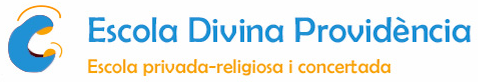 Escola Divina Providència
Escola privada-religiosa i concertada